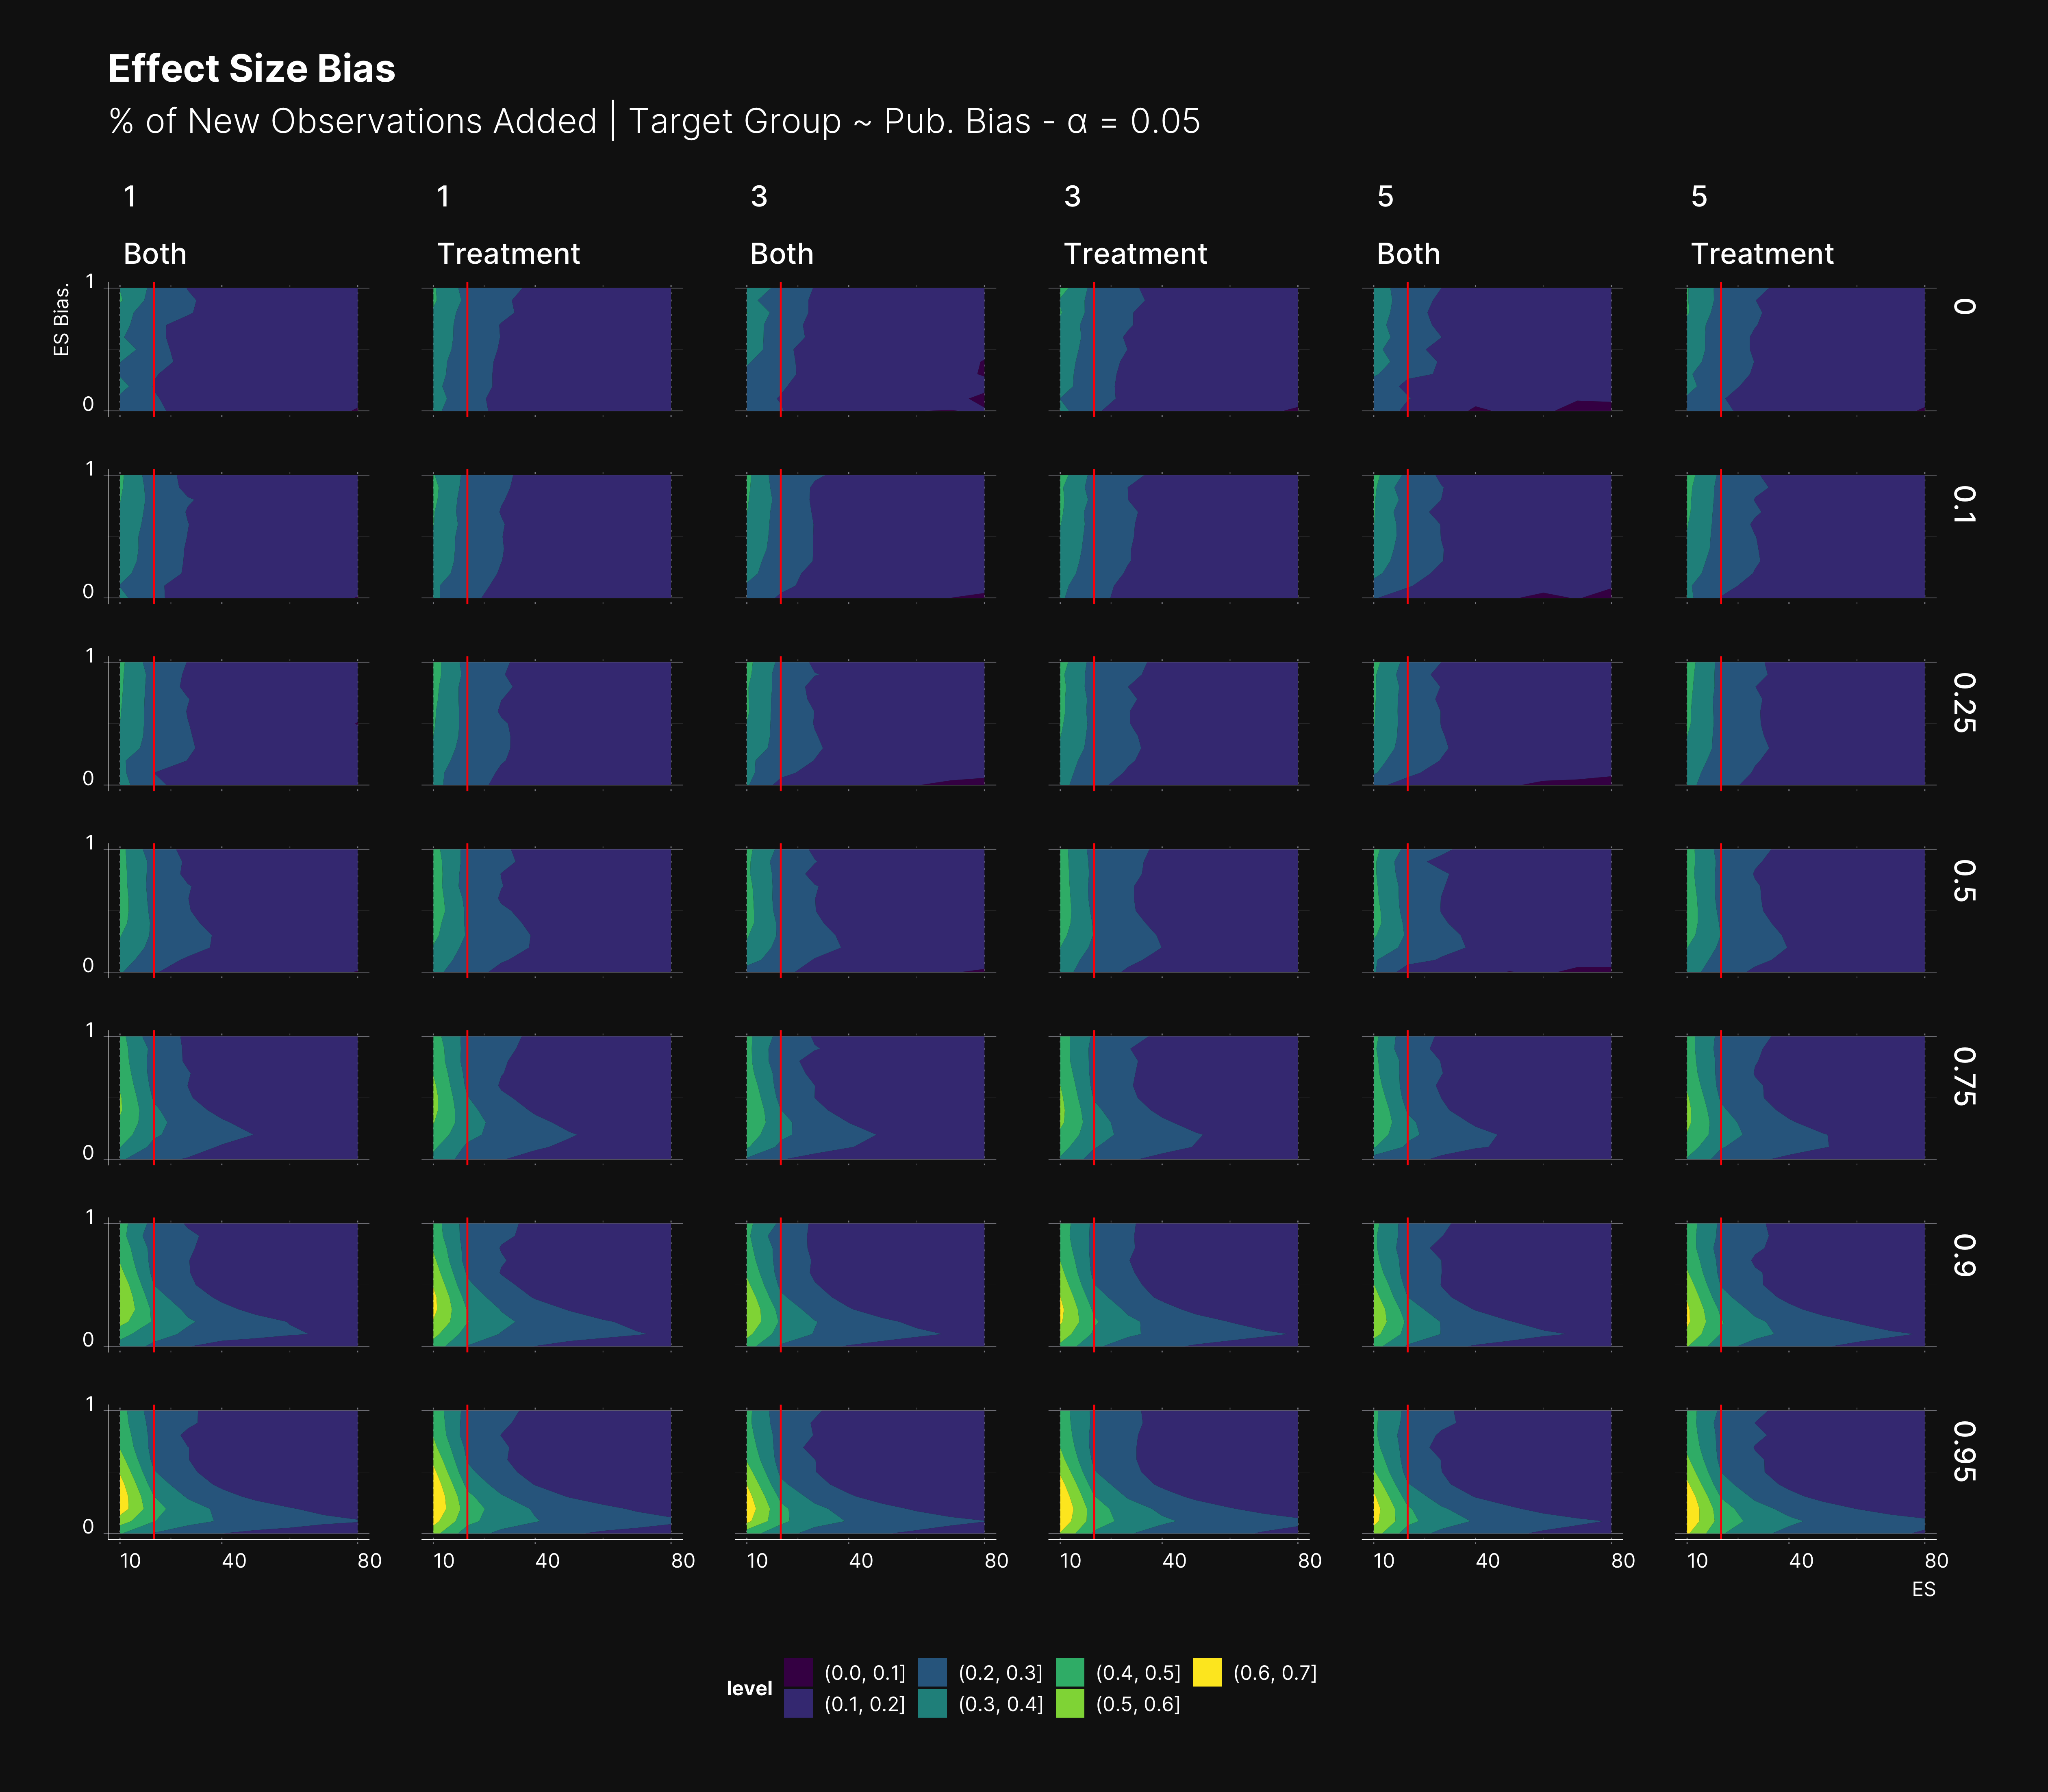 Effect Size Bias
% of New Observations Added | Target Group ~ Pub. Bias - α = 0.05
1 1 3 3 5 5
Both Treatment Both Treatment Both Treatment
ES Bias.
1
0
0
1
0
0.1
1
0
0.25
1
0
0.5
1
0
0.75
1
0
0.9
1
0
0.95
10 40 80 10 40 80 10 40 80 10 40 80 10 40 80 10 40 80
ES
level
(0.0, 0.1] (0.2, 0.3] (0.4, 0.5] (0.6, 0.7]
(0.1, 0.2] (0.3, 0.4] (0.5, 0.6]